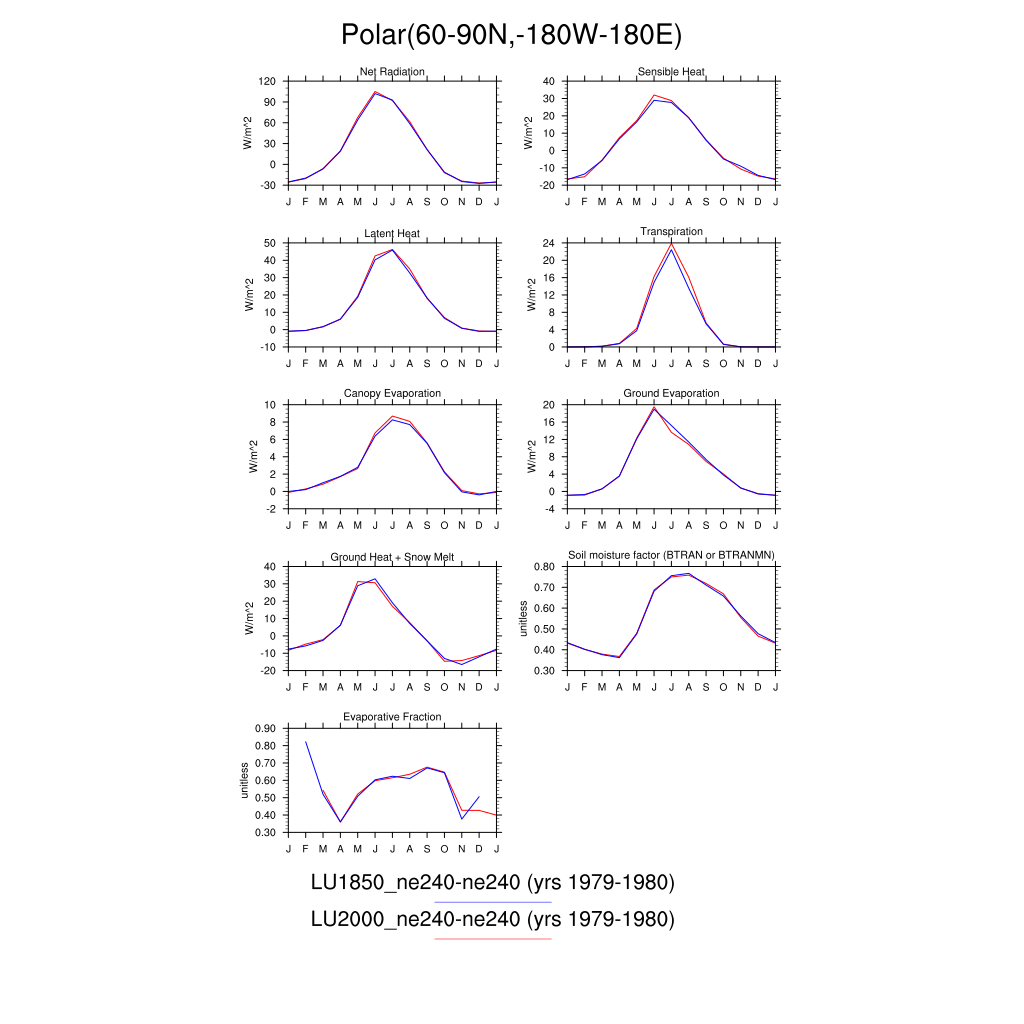 Polar(60-90N,-180W-180E)
Net Radiation
W/m^2
120
90
60
30
0
-30
J F M A M J J A S O N D J
Sensible Heat
W/m^2
40
30
20
10
0
-10
-20
J F M A M J J A S O N D J
Latent Heat
W/m^2
50
40
30
20
10
0
-10
J F M A M J J A S O N D J
Transpiration
W/m^2
24
20
16
12
8
4
0
J F M A M J J A S O N D J
Canopy Evaporation
W/m^2
10
8
6
4
2
0
-2
J F M A M J J A S O N D J
Ground Evaporation
W/m^2
20
16
12
8
4
0
-4
J F M A M J J A S O N D J
Ground Heat + Snow Melt
W/m^2
40
30
20
10
0
-10
-20
J F M A M J J A S O N D J
Soil moisture factor (BTRAN or BTRANMN)
unitless
0.80
0.70
0.60
0.50
0.40
0.30
J F M A M J J A S O N D J
Evaporative Fraction
unitless
0.90
0.80
0.70
0.60
0.50
0.40
0.30
J F M A M J J A S O N D J
LU1850_ne240-ne240 (yrs 1979-1980)
LU2000_ne240-ne240 (yrs 1979-1980)